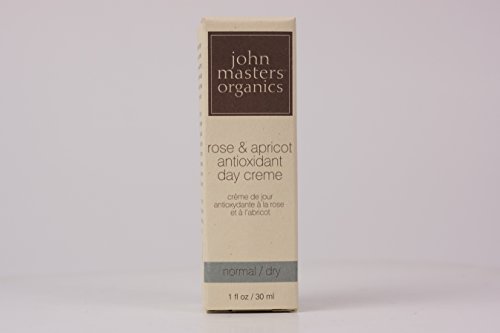 john
masters
organics
rose & apricot
antioxidant
day creme
crème de jour
antioxydante à la rose
et à l'abricot
normal / dry
1 fl oz / 30 ml